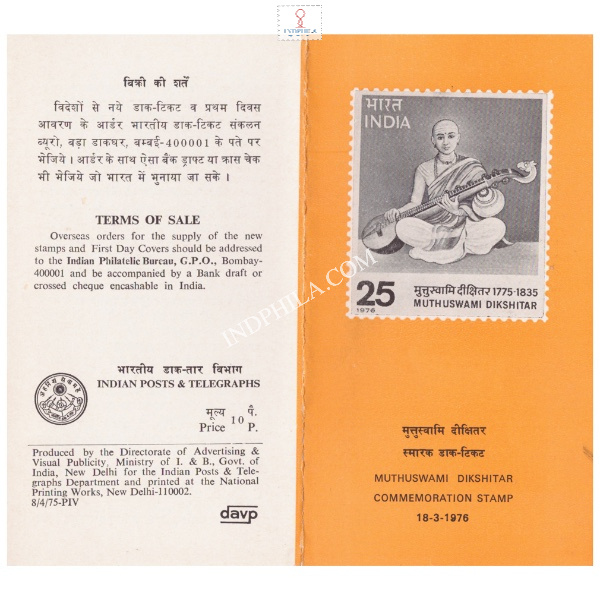 INDPHILA
बिक्री की शर्तें
विदेशों से नये डाक-टिकट व प्रथम दिवस
आवरण के आर्डर भारतीय डाक-टिकट संकलन
ब्यूरो, बड़ा डाकघर, बम्बई-400001 के पते पर
भेजिये । आर्डर के साथ ऐसा बैंक ड्राफ्ट या क्रास चेक
भी भेजिये जो भारत में भुनाया जा सके ।
TERMS OF SALE
Overseas orders for the supply of the new
stamps and First Day Covers should be addressed
to the Indian Philatelic Bureau, G.P.O., Bombay-
400001 and be accompanied by a Bank draft or
crossed cheque encashable in India.
भारतीय डाक-तार विभाग
INDIAN POSTS & TELEGRAPHS
मूल्य 10 पै.
Price 10 P.
Produced by the Directorate of Advertising &
Visual Publicity, Ministry of I. & B., Govt. of
India, New Delhi for the Indian Posts & Tele-
graphs Department and printed at the National
Printing Works, New Delhi-110002.
8/4/75-PIV
davp
भारत
INDIA
25 मुत्तुस्वामि दीक्षितर 1775-1835
1976 MUTHUSWAMI DIKSHITAR
मुत्तुस्वामि दीक्षितर
स्मारक डाक-टिकट
MUTHUSWAMI DIKSHITAR
COMMEMORATION STAMP
18-3-1976
INDPHILA.COM